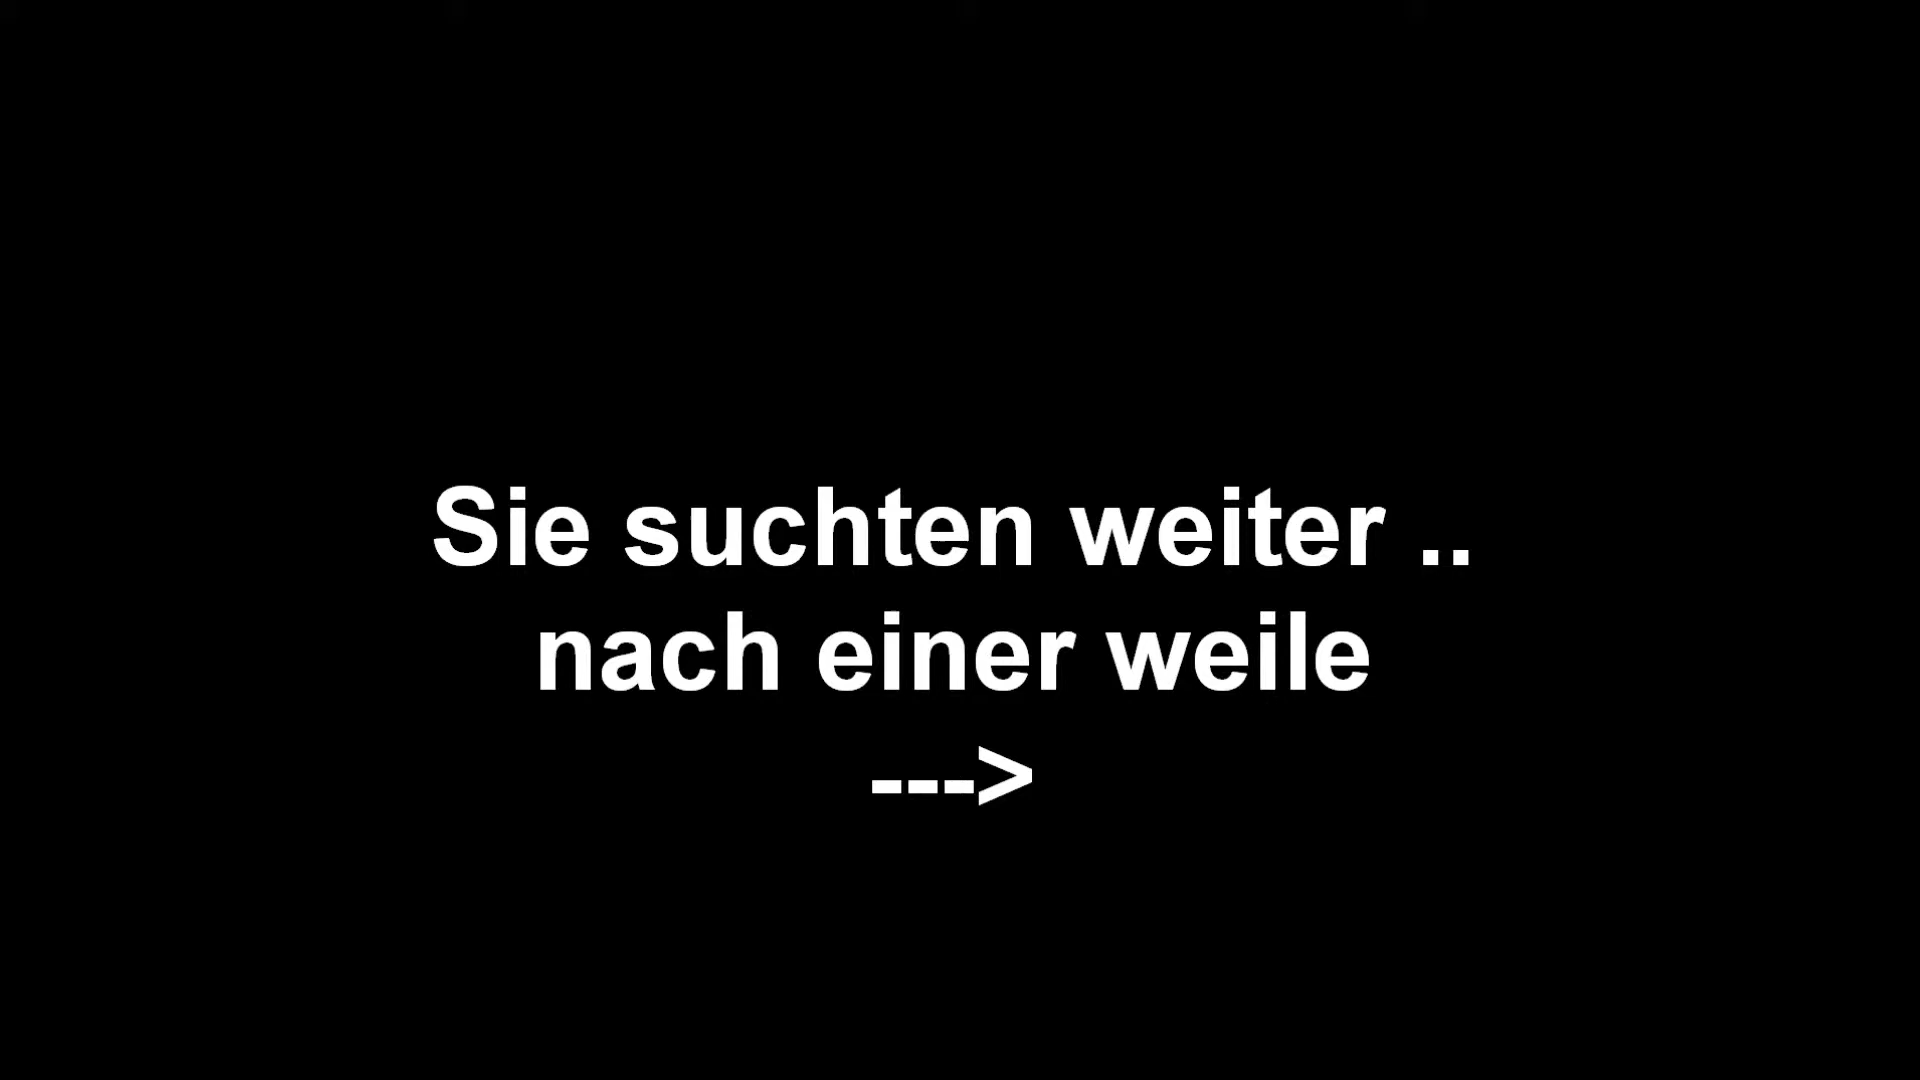 Sie suchten weiter ..
nach einer weile
--->